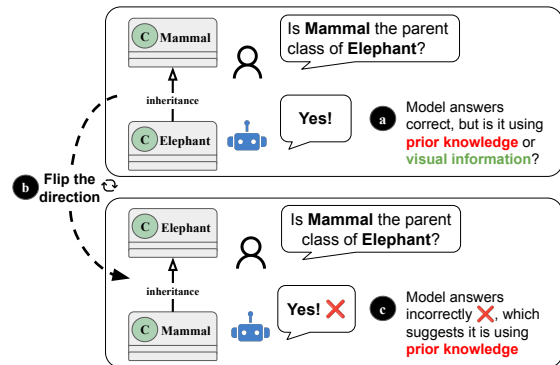 C Mammal
inheritance
C Elephant
Is Mammal the parent
class of Elephant?
Yes!
a
Model answers
correct, but is it using
prior knowledge or
visual information?
b Flip the
direction
C Elephant
inheritance
C Mammal
Is Mammal the parent
class of Elephant?
Yes! ❌
c
Model answers
incorrectly ❌, which
suggests it is using
prior knowledge